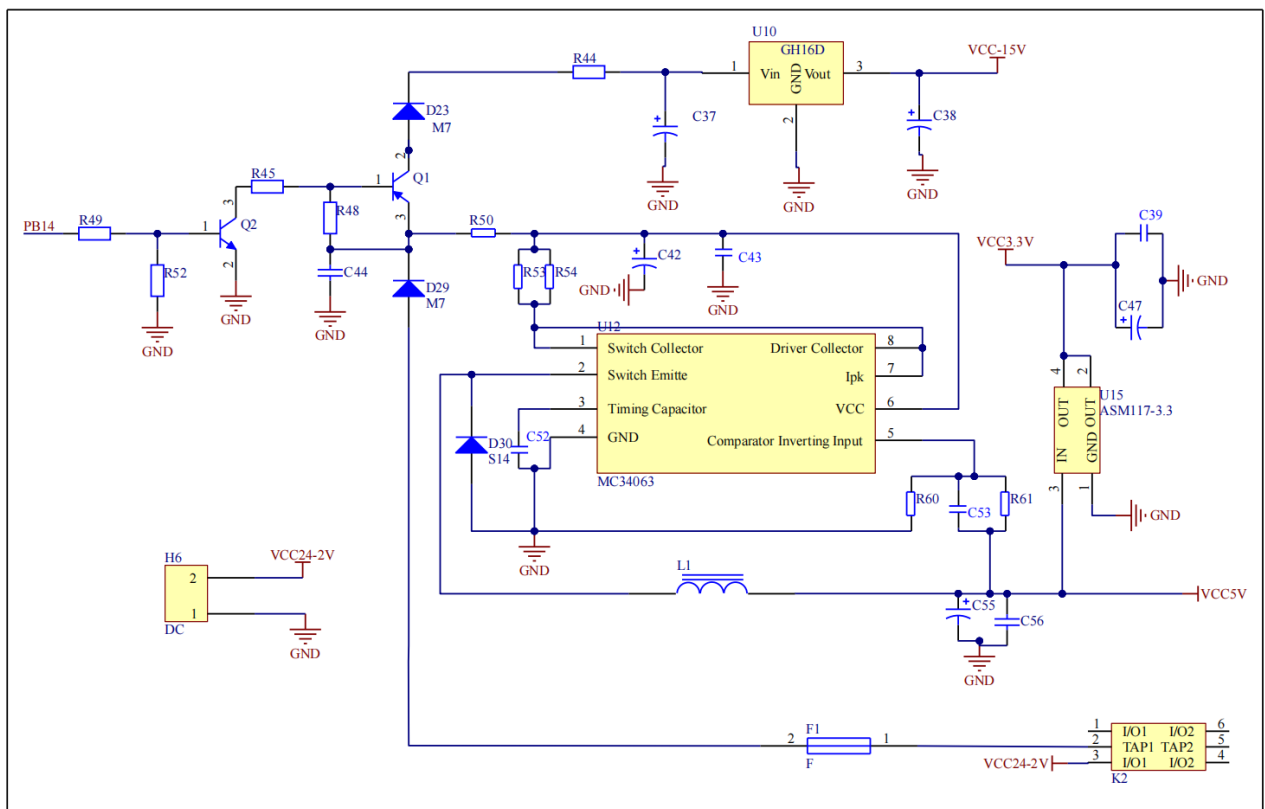 U10
GH16D
VCC-15V
R44
1
Vin
GND
Vout
3
2
D23
M7
C37
C38
GND
GND
GND
2
R45
1
Q1
3
3
R48
R50
C39
PB14
R49
1
Q2
VCC3.3V
R52
2
C44
R53
R54
C42
C43
GND
D29
M7
GND
GND
C47
GND
GND
GND
U12
1
Switch Collector
Driver Collector
8
2
Switch Emitte
Ipk
7
3
Timing Capacitor
VCC
6
4
GND
Comparator Inverting Input
5
MC34063
4
2
U15
ASM117-3.3
OUT
OUT
IN
GND
3
1
GND
D30
S14
C52
R60
C53
R61
GND
H6
VCC24-2V
2
1
DC
GND
L1
VCC5V
C55
C56
GND
F1
2
1
F
1
I/O1
I/O2
6
2
TAP1
TAP2
5
VCC24-2V
3
I/O1
I/O2
4
K2